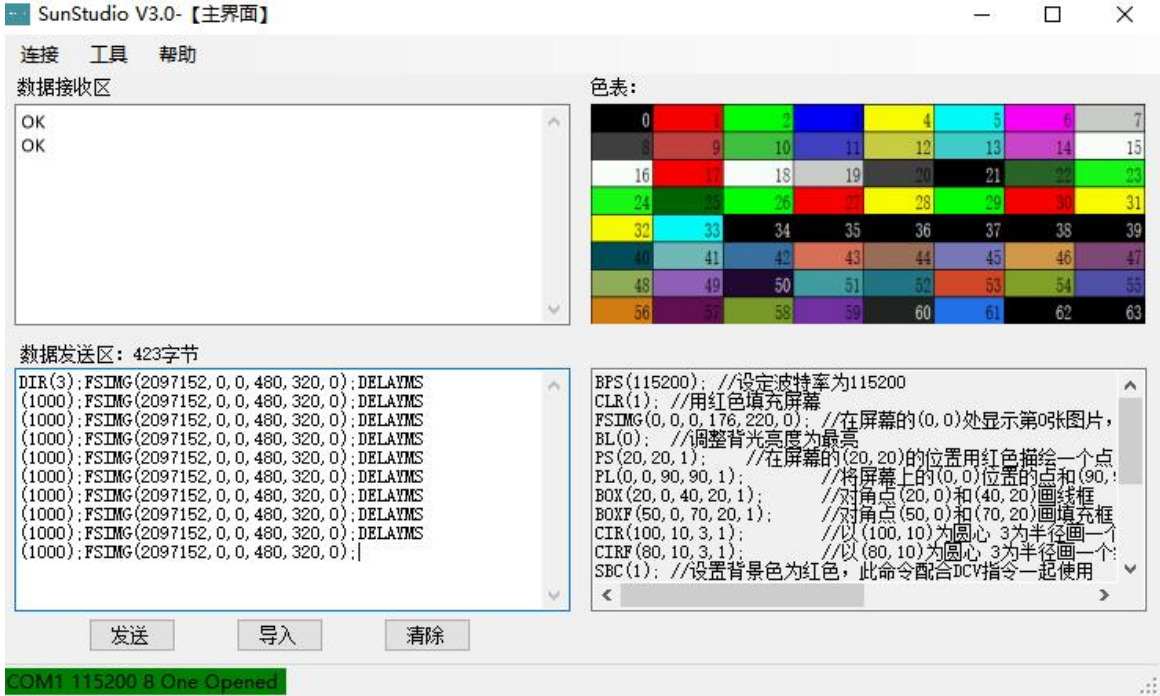 SunStudio V3.0-【主界面】
连接 工具 帮助
数据接收区
OK
OK
色表:
0 1 2 3 4 5 6 7
8 9 10 11 12 13 14 15
16 17 18 19 20 21 22 23
24 25 26 27 28 29 30 31
32 33 34 35 36 37 38 39
40 41 42 43 44 45 46 47
48 49 50 51 52 53 54 55
56 57 58 59 60 61 62 63
数据发送区: 423字节
DIR(3);FSIMG(2097152,0,0,480,320,0);DELAYMS
(1000);FSIMG(2097152,0,0,480,320,0);DELAYMS
(1000);FSIMG(2097152,0,0,480,320,0);DELAYMS
(1000);FSIMG(2097152,0,0,480,320,0);DELAYMS
(1000);FSIMG(2097152,0,0,480,320,0);DELAYMS
(1000);FSIMG(2097152,0,0,480,320,0);DELAYMS
(1000);FSIMG(2097152,0,0,480,320,0);DELAYMS
(1000);FSIMG(2097152,0,0,480,320,0);DELAYMS
(1000);FSIMG(2097152,0,0,480,320,0);DELAYMS
(1000);FSIMG(2097152,0,0,480,320,0);
BPS(115200); //设定波特率为115200
CLR(1); //用红色填充屏幕
FSIMG(0,0,0,176,220,0); //在屏幕的(0,0)处显示第0张图片,
BL(0); //调整背光亮度为最亮
PS(20,20,1); //在屏幕的(20,20)的位置用红色描绘一个点
PL(0,0,90,90,1); //将屏幕上的(0,0)位置的点和(90,
BOX(20,0,40,20,1); //对角点(20,0)和(40,20)画线框
BOXF(50,0,70,20,1); //对角点(50,0)和(70,20)画填充框
CIR(100,10,3,1); //以(100,10)为圆心 3为半径画一个
CIRF(80,10,3,1); //以(80,10)为圆心 3为半径画一个
SBC(1); //设置背景色为红色,此命令配合DCV指令一起使用
发送 导入 清除
COM1 115200 8 One Opened